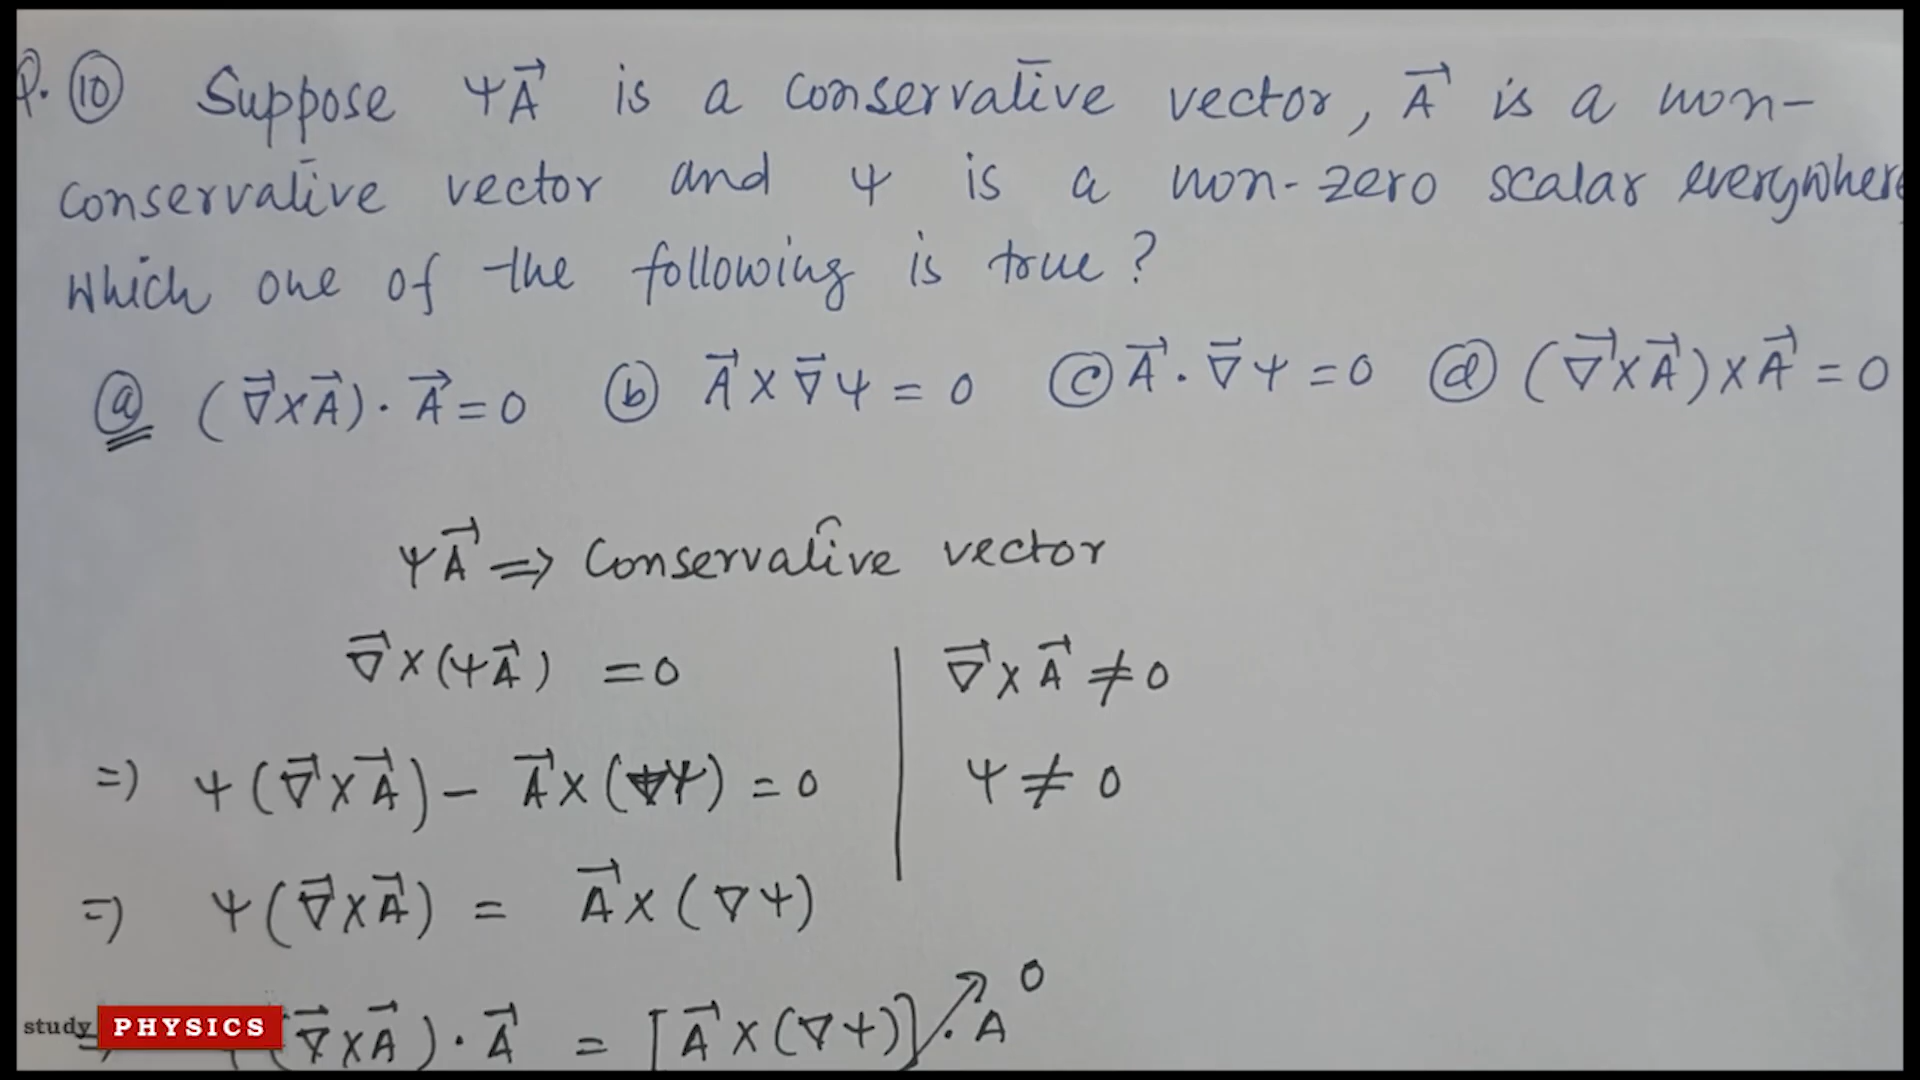 Q. ⑩ Suppose ψA⃗ is a conservative vector, A⃗ is a non-
conservative vector and ψ is a non-zero scalar everywhere
which one of the following is true?
ⓐ (∇⃗×A⃗)·A⃗=0 ⓑ A⃗×∇⃗ψ=0 ⓒ A⃗·∇⃗ψ=0 ⓓ (∇⃗×A⃗)×A⃗=0
ψA⃗ ⇒ Conservative vector
∇⃗×(ψA⃗) =0 | ∇⃗×A⃗≠0
=) ψ(∇⃗×A⃗)− A⃗×(∇ψ)=0 | ψ≠0
=) ψ(∇⃗×A⃗) = A⃗×(∇ψ)
(∇⃗×A⃗)·A⃗ = [A⃗×(∇ψ)]·A 0
study PHYSICS